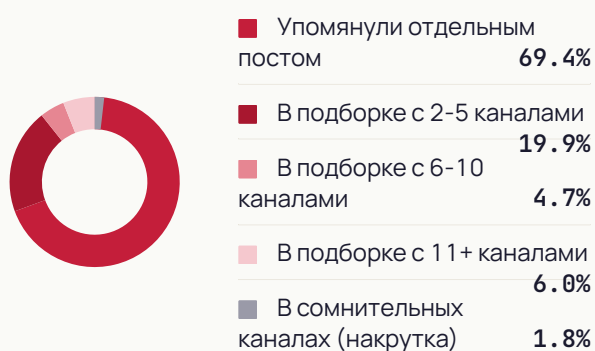 Упомянули отдельным
постом 69.4%
В подборке с 2-5 каналами
19.9%
В подборке с 6-10
каналами 4.7%
В подборке с 11+ каналами
6.0%
В сомнительных
каналах (накрутка) 1.8%